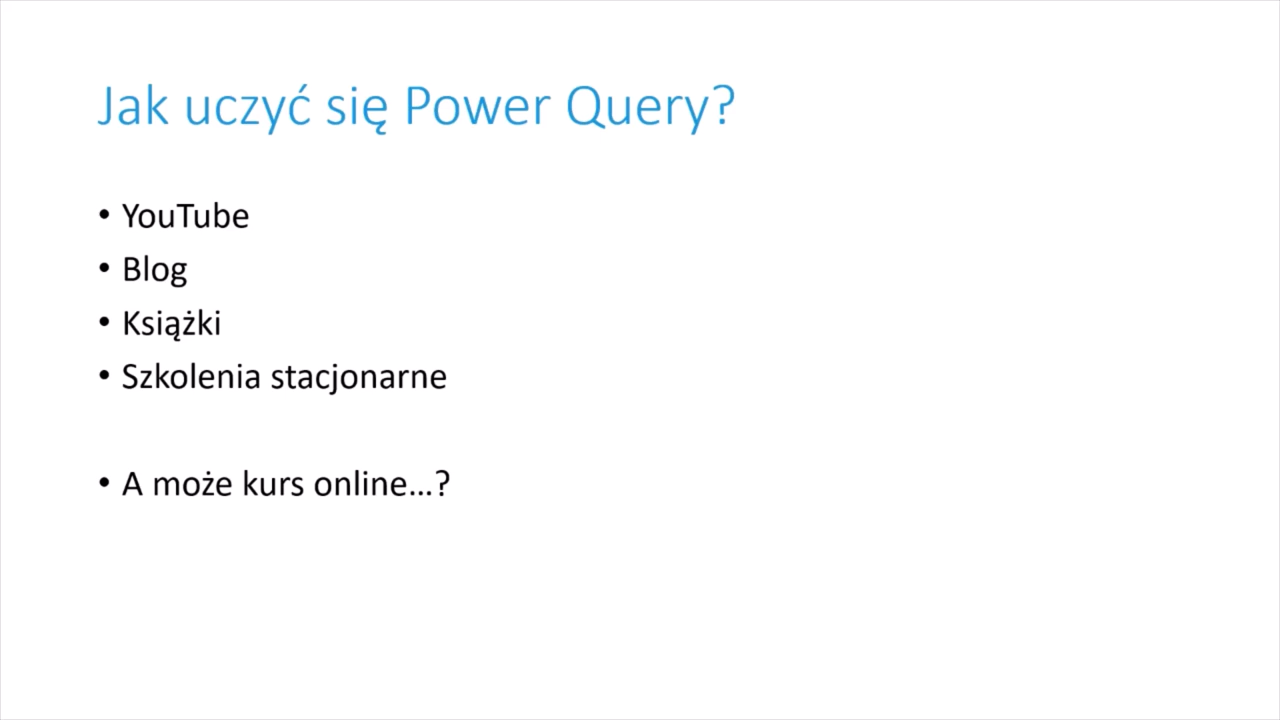 Jak uczyć się Power Query?
• YouTube
• Blog
• Książki
• Szkolenia stacjonarne
• A może kurs online...?